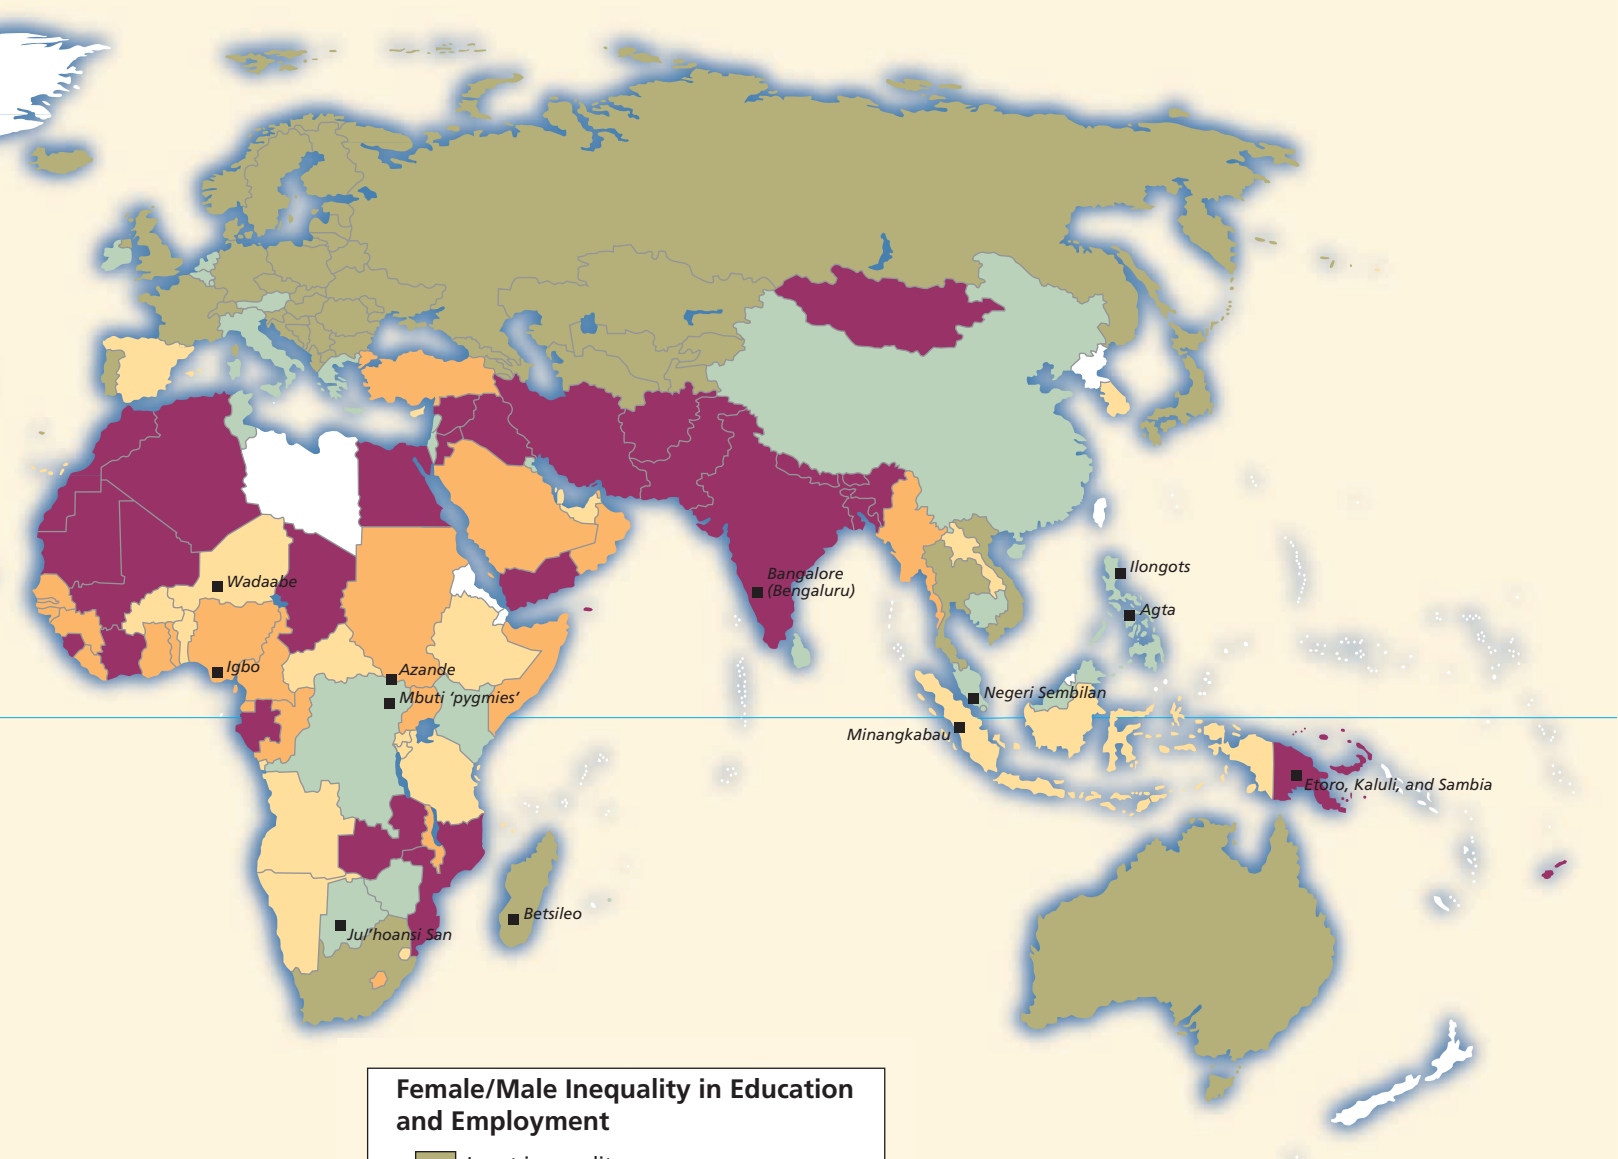 Wadaabe
Bangalore
(Bengaluru)
Ilongots
Agta
Igbo
Azande
Mbuti ‘pygmies’
Negeri Sembilan
Minangkabau
Etoro, Kaluli, and Sambia
Betsileo
Ju/’hoansi San
Female/Male Inequality in Education
and Employment